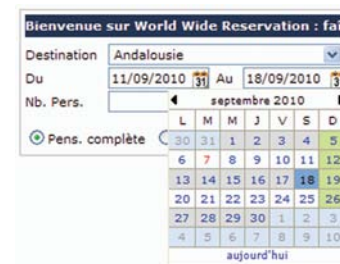 Bienvenue sur World Wide Reservation : fai
Destination Andalousie
Du 11/09/2010 31 Au 18/09/2010 3
Nb. Pers.
septembre 2010
L M M J V S D
30 31 1 2 3 4 5
6 7 8 9 10 11 12
13 14 15 16 17 18 19
20 21 22 23 24 25 26
27 28 29 30 1 2 3
4 5 6 7 8 9 10
Pens. complète
aujourd'hui